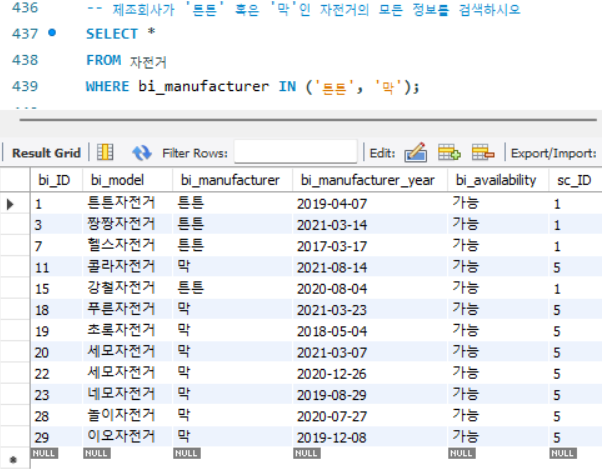 436 -- 제조회사가 '튼튼' 혹은 '막'인 자전거의 모든 정보를 검색하시오
437 SELECT *
438 FROM 자전거
439 WHERE bi_manufacturer IN ('튼튼', '막');
Result Grid Filter Rows: Edit: Export/Import:
bi_ID bi_model bi_manufacturer bi_manufacturer_year bi_availability sc_ID
1 튼튼자전거 튼튼 2019-04-07 가능 1
3 짱짱자전거 튼튼 2021-03-14 가능 1
7 헬스자전거 튼튼 2017-03-17 가능 1
11 콜라자전거 막 2021-08-14 가능 5
15 강철자전거 튼튼 2020-08-04 가능 1
18 푸른자전거 막 2021-03-23 가능 5
19 초록자전거 막 2018-05-04 가능 5
20 세모자전거 막 2021-03-07 가능 5
22 세모자전거 막 2020-12-26 가능 5
23 네모자전거 막 2019-08-29 가능 5
28 놀이자전거 막 2020-07-27 가능 5
29 이오자전거 막 2019-12-08 가능 5
NULL NULL NULL NULL NULL NULL